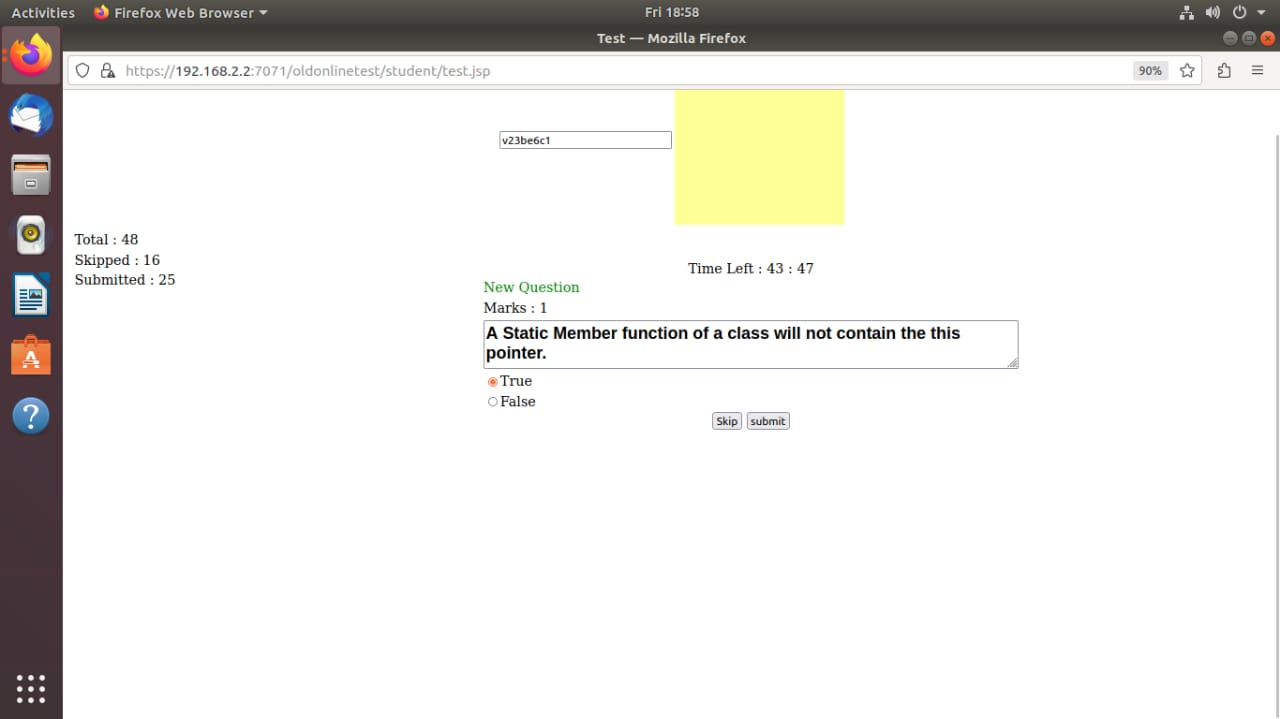 Activities
Firefox Web Browser
Fri 18:58
Test — Mozilla Firefox
https://192.168.2.2:7071/oldonlinetest/student/test.jsp
90%
v23be6c1
Total : 48
Skipped : 16
Submitted : 25
Time Left : 43 : 47
New Question
Marks : 1
A Static Member function of a class will not contain the this
pointer.
True
False
Skip submit